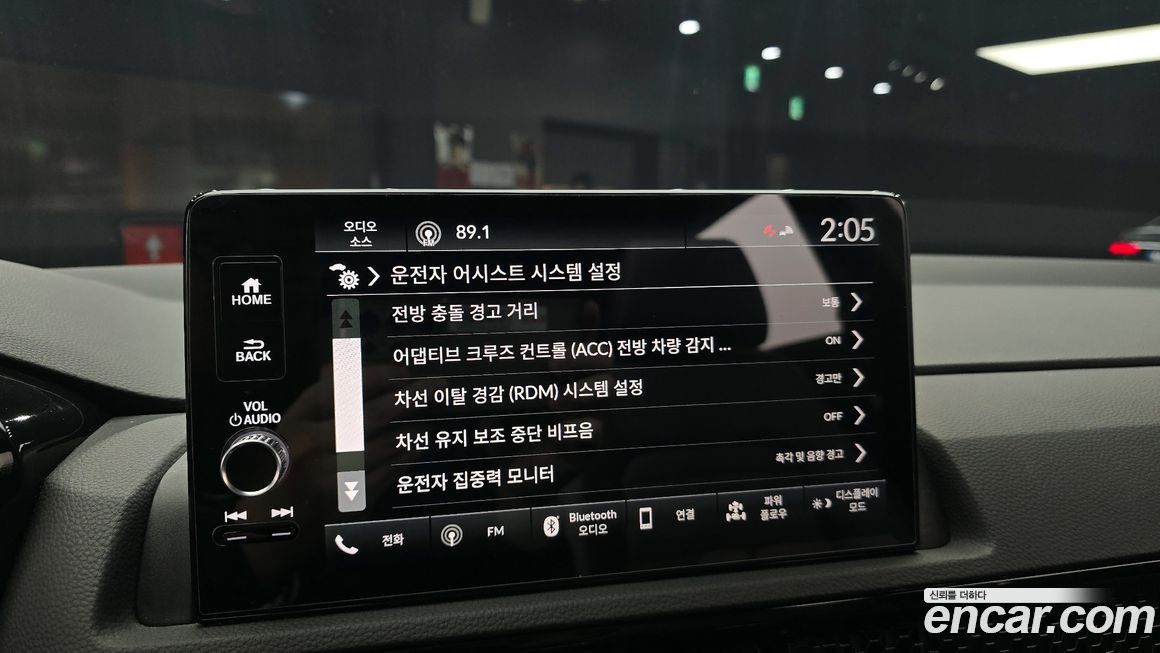 오디오
소스
FM
89.1
2:05
운전자 어시스트 시스템 설정
HOME
BACK
VOL
AUDIO
전방 충돌 경고 거리 보통
어댑티브 크루즈 컨트롤 (ACC) 전방 차량 감지 ... ON
차선 이탈 경감 (RDM) 시스템 설정 경고만
차선 유지 보조 중단 비프음 OFF
운전자 집중력 모니터 촉각 및 음향 경고
전화
FM
Bluetooth
오디오
연결
파워
플로우
디스플레이
모드
신뢰를 더하다
encar.com